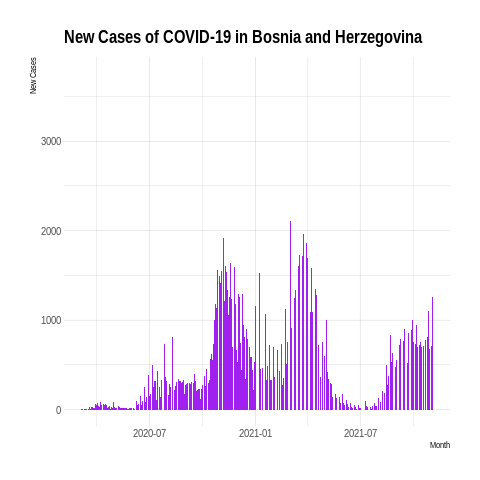 New Cases of COVID-19 in Bosnia and Herzegovina
New Cases
3000
2000
1000
0
2020-07
2021-01
2021-07
Month